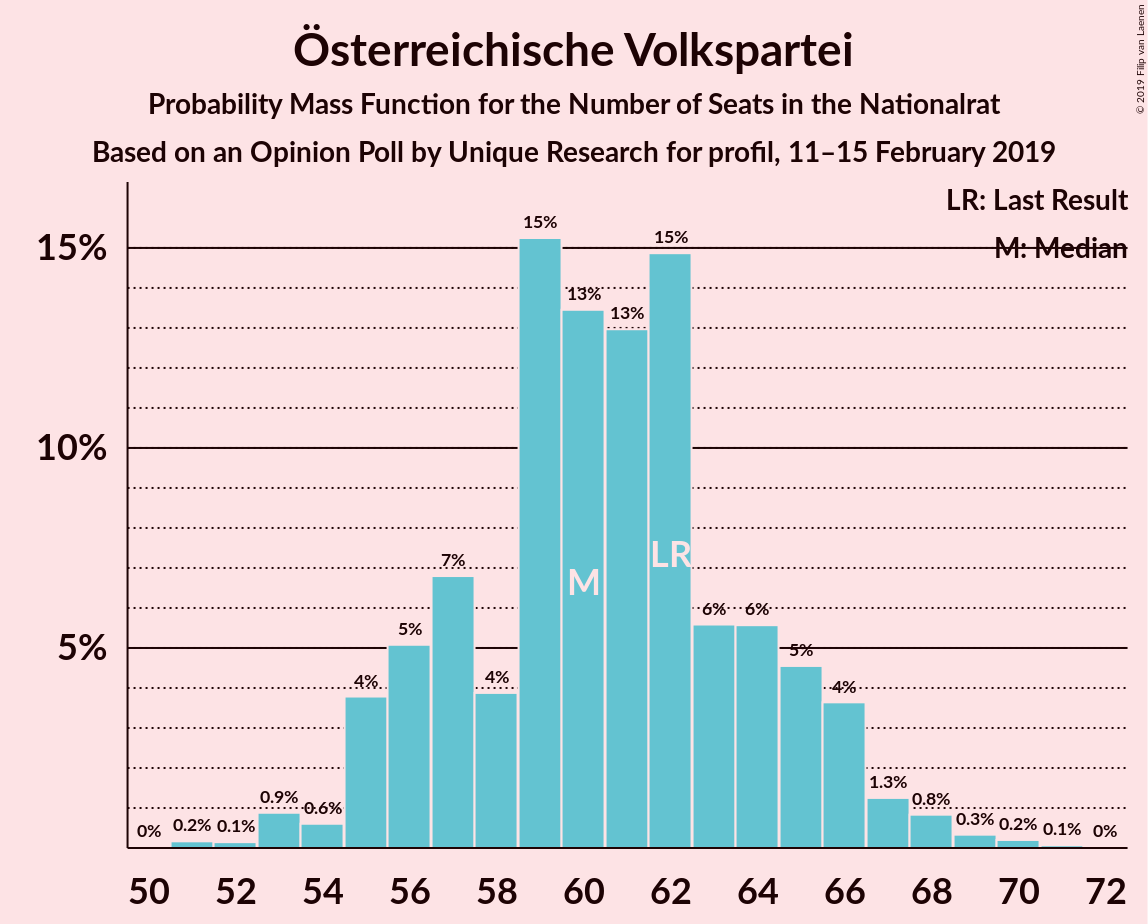 Österreichische Volkspartei
Probability Mass Function for the Number of Seats in the Nationalrat
Based on an Opinion Poll by Unique Research for profil, 11–15 February 2019
© 2019 Filip van Laenen
LR: Last Result
M: Median
15%
10%
5%
0%
0.2%
0.1%
0.9%
0.6%
4%
5%
7%
4%
15%
13%
13%
15%
6%
6%
5%
4%
1.3%
0.8%
0.3%
0.2%
0.1%
0%
M
LR
50 52 54 56 58 60 62 64 66 68 70 72